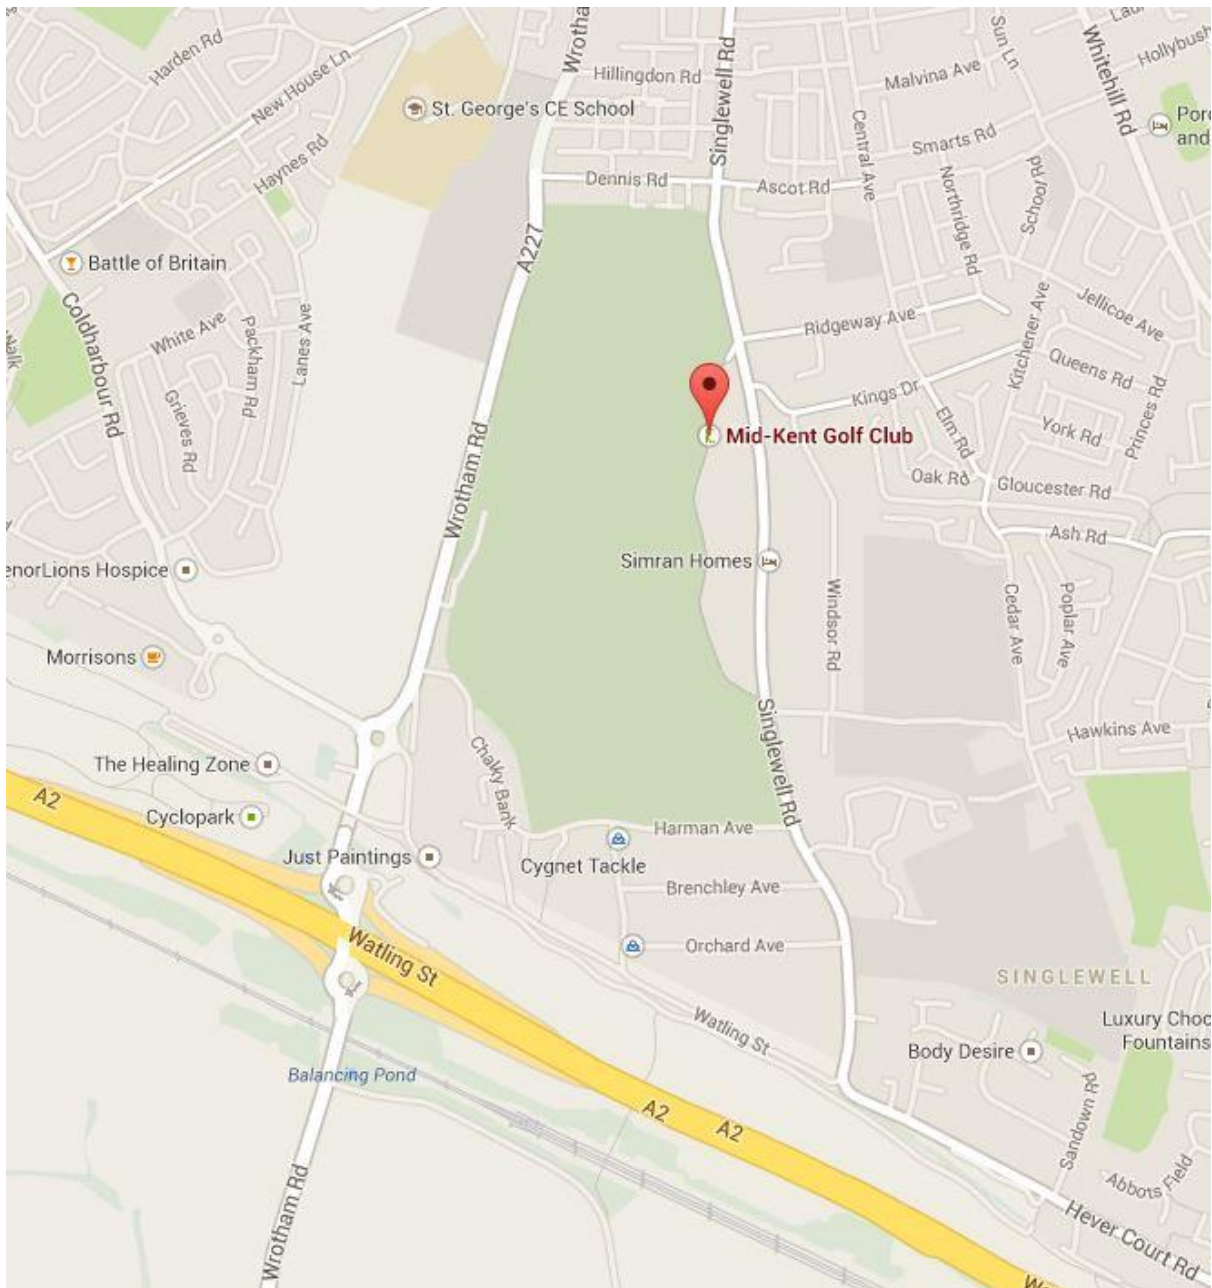 Harden Rd
New House Ln
Wrotham
Hillingdon Rd
Singlewell Rd
Malvina Ave
Sun Ln
Whitehill Rd
Hollybush
St. George's CE School
Haynes Rd
Central Ave
Smarts Rd
Dennis Rd
Ascot Rd
Northridge Rd
School Rd
A227
Battle of Britain
Coldharbour Rd
White Ave
Packham Rd
Lanes Ave
Grieves Rd
Walk
Ridgeway Ave
Jellicoe Ave
Kitchener Ave
Queens Rd
Kings Dr
Princes Rd
Mid-Kent Golf Club
Elm Rd
York Rd
Wrotham Rd
Oak Rd
Gloucester Rd
Ash Rd
enorLions Hospice
Simran Homes
Windsor Rd
Cedar Ave
Poplar Ave
Morrisons
Singlewell Rd
Hawkins Ave
The Healing Zone
Chalky Bank
A2
Cyclopark
Harman Ave
Just Paintings
Cygnet Tackle
Brenchley Ave
Watling St
Orchard Ave
SINGLEWELL
Watling St
Luxury Choc
Fountains
Body Desire
Balancing Pond
A2
A2
Sandown Rd
Abbots Field
Wrotham Rd
Hever Court Rd